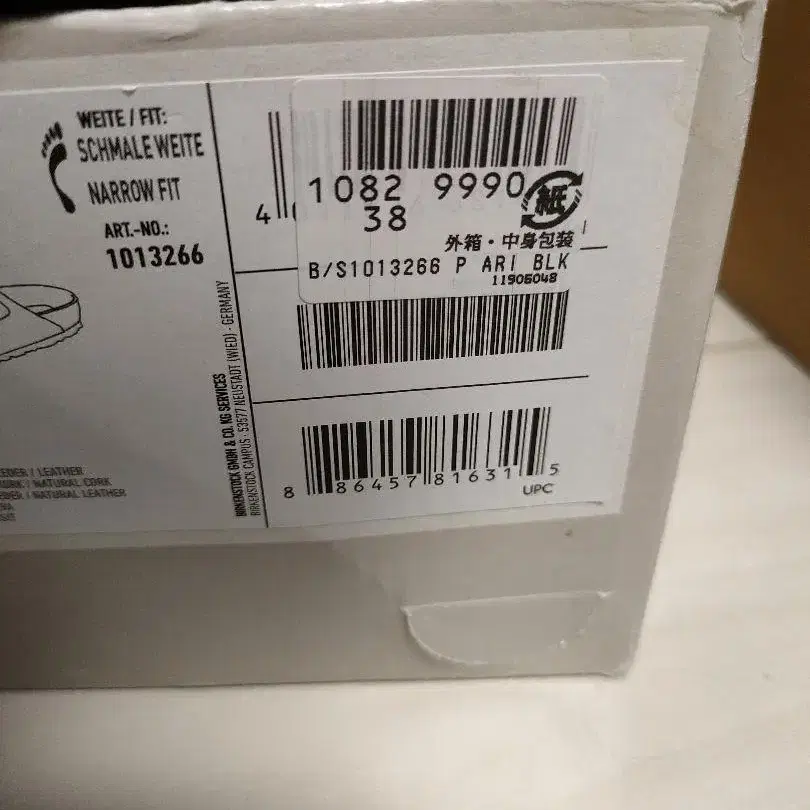 WEITE / FIT:
SCHMALE WEITE
NARROW FIT
ART.-NO.:
1013266
4
1082 9990
38
紙
外箱・中身包装
B/S1013266 P ARI BLK
11906048
BIRKENSTOCK GMBH & CO. KG SERVICES
BIRKENSTOCK CAMPUS · 53577 NEUSTADT (WIED) · GERMANY
8 86457 81631 5
UPC
/ LEATHER
/ NATURAL CORK
/ NATURAL LEATHER